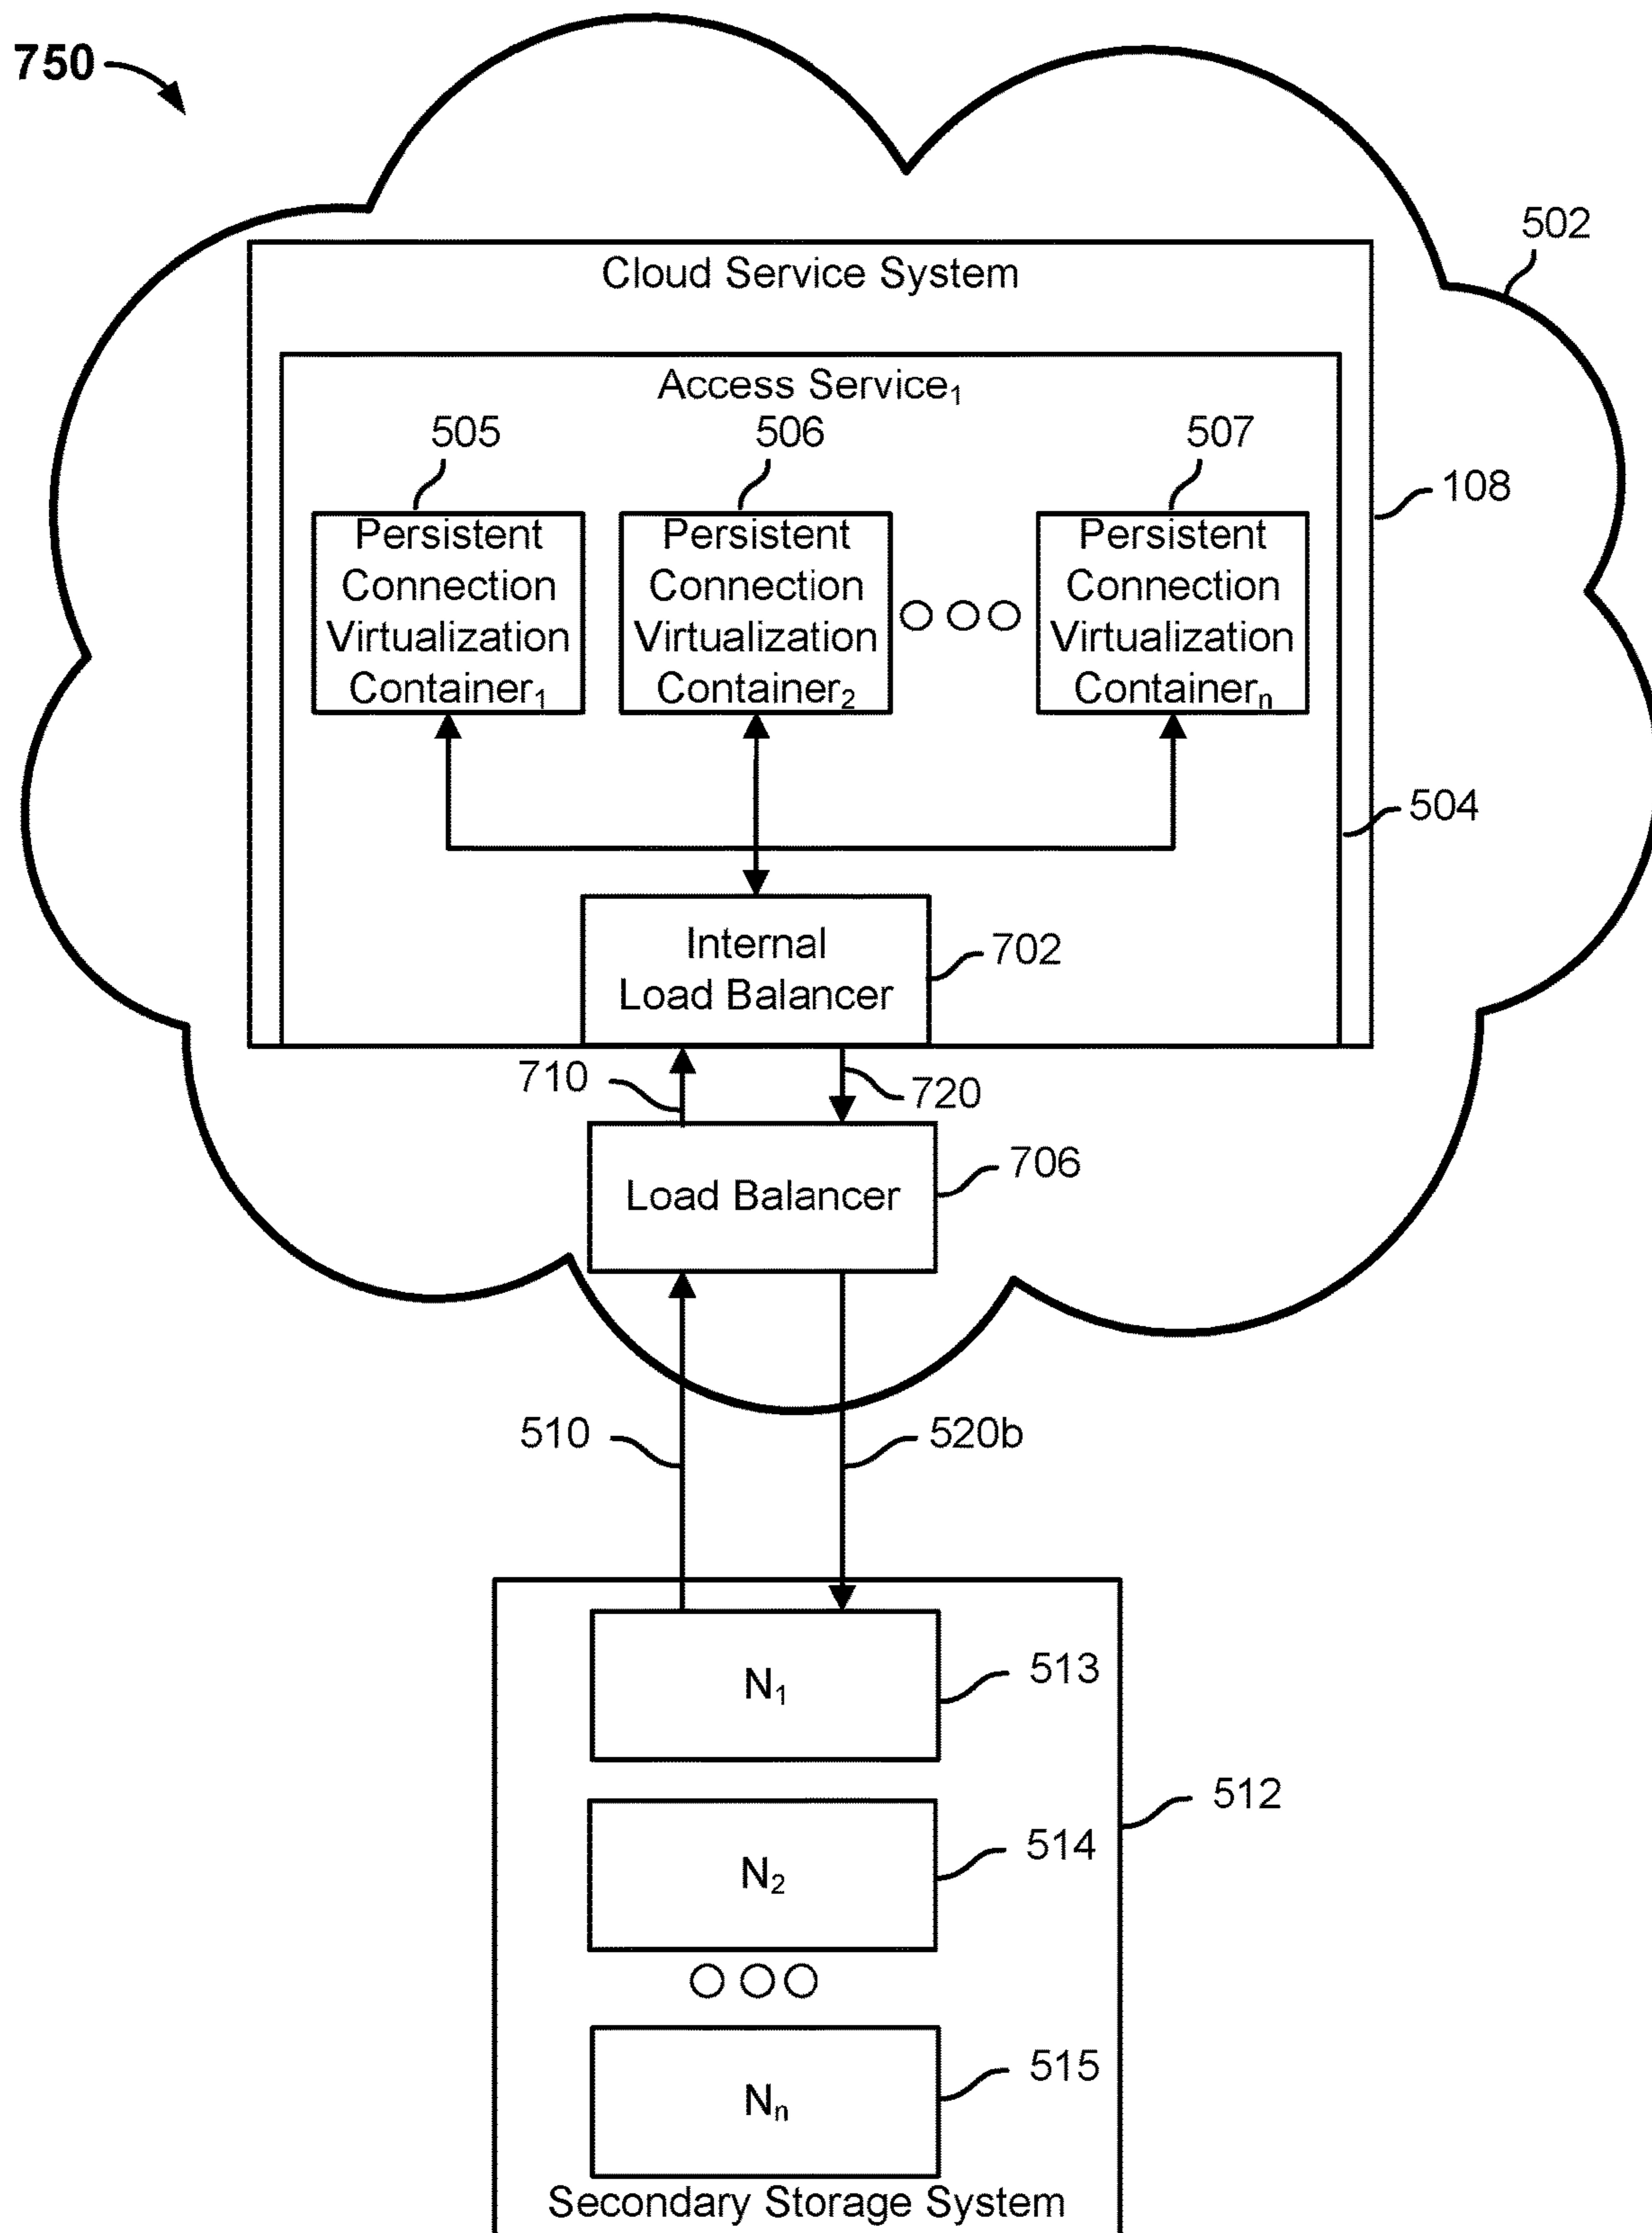 750
502
Cloud Service System
Access Service₁
505
506
507
108
Persistent
Connection
Virtualization
Container₁
Persistent
Connection
Virtualization
Container₂
Persistent
Connection
Virtualization
Containerₙ
504
Internal
Load Balancer
702
710
720
Load Balancer
706
510
520b
N₁
513
512
N₂
514
Nₙ
515
Secondary Storage System